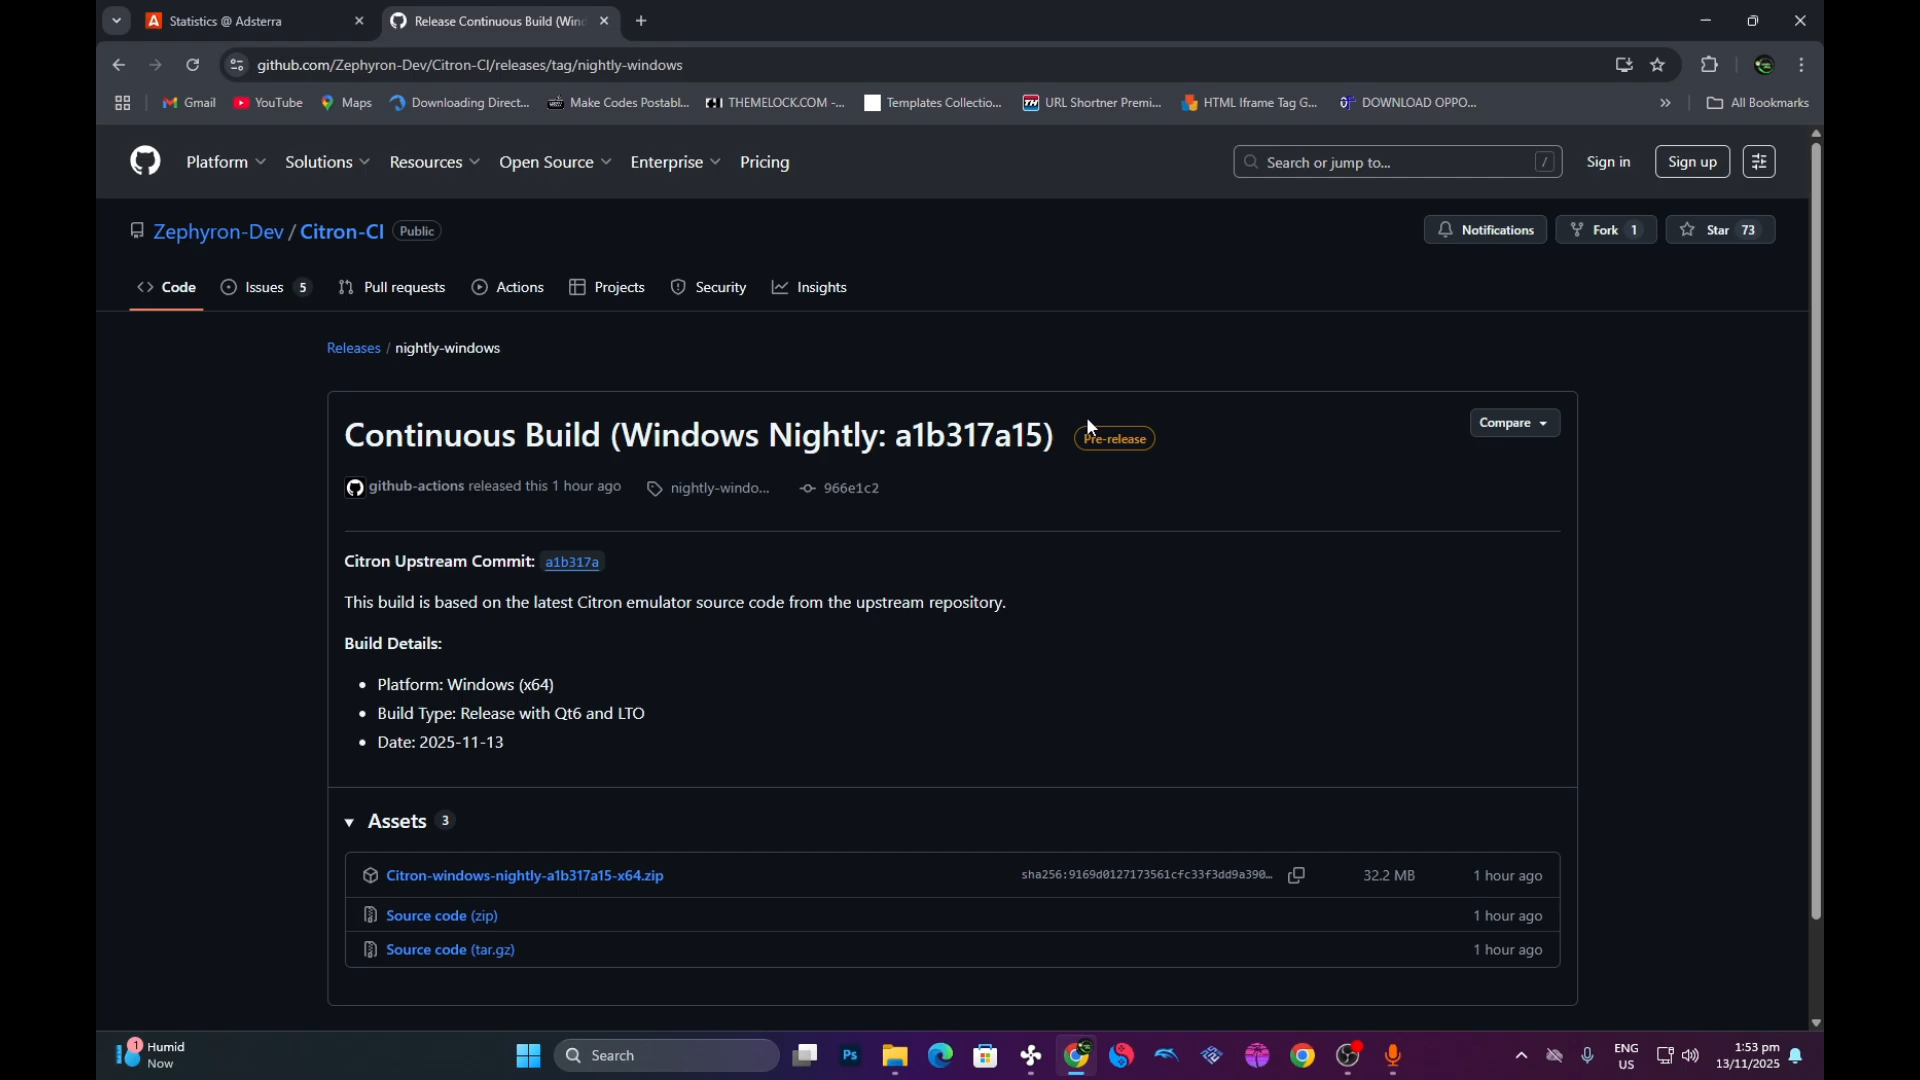 Statistics @ Adsterra
Release Continuous Build (Wind
github.com/Zephyron-Dev/Citron-CI/releases/tag/nightly-windows
Gmail
YouTube
Maps
Downloading Direct...
Make Codes Postabl...
THEMELOCK.COM -...
Templates Collectio...
URL Shortner Premi...
HTML Iframe Tag G...
DOWNLOAD OPPO...
»
All Bookmarks
Platform
Solutions
Resources
Open Source
Enterprise
Pricing
Search or jump to...
/
Sign in
Sign up
Zephyron-Dev / Citron-CI
Public
Notifications
Fork 1
Star 73
Code
Issues 5
Pull requests
Actions
Projects
Security
Insights
Releases / nightly-windows
Continuous Build (Windows Nightly: a1b317a15)
Pre-release
Compare
github-actions released this 1 hour ago
nightly-windo...
966e1c2
Citron Upstream Commit: a1b317a
This build is based on the latest Citron emulator source code from the upstream repository.
Build Details:
• Platform: Windows (x64)
• Build Type: Release with Qt6 and LTO
• Date: 2025-11-13
Assets 3
Citron-windows-nightly-a1b317a15-x64.zip
sha256:9169d0127173561cfc33f3dd9a390…
32.2 MB
1 hour ago
Source code (zip)
1 hour ago
Source code (tar.gz)
1 hour ago
1
Humid
Now
Search
Ps
ENG
US
1:53 pm
13/11/2025